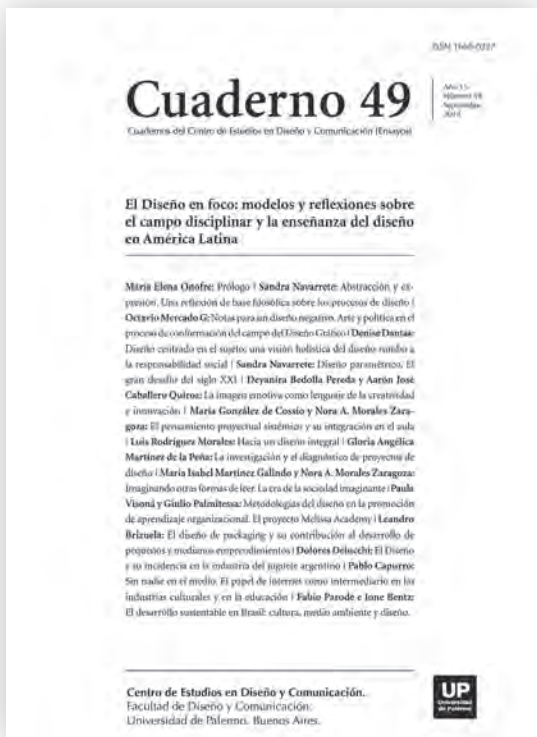 ISSN 1668-0227
Cuaderno 49
Año 15
Número 49
Septiembre
2014
Cuadernos del Centro de Estudios en Diseño y Comunicación [Ensayos]
El Diseño en foco: modelos y reflexiones sobre
el campo disciplinar y la enseñanza del diseño
en América Latina
María Elena Onofre: Prólogo | Sandra Navarrete: Abstracción y ex-
presión. Una reflexión de base filosófica sobre los procesos de diseño |
Octavio Mercado G: Notas para un diseño negativo. Arte y política en el
proceso de conformación del campo del Diseño Gráfico | Denise Dantas:
Diseño centrado en el sujeto: una visión holística del diseño rumbo a
la responsabilidad social | Sandra Navarrete: Diseño paramétrico. El
gran desafío del siglo XXI | Deyanira Bedolla Pereda y Aarón José
Caballero Quiroz: La imagen emotiva como lenguaje de la creatividad
e innovación | María González de Cossío y Nora A. Morales Zara-
goza: El pensamiento proyectual sistémico y su integración en el aula
| Luis Rodríguez Morales: Hacia un diseño integral | Gloria Angélica
Martínez de la Peña: La investigación y el diagnóstico de proyectos de
diseño | María Isabel Martínez Galindo y Nora A. Morales Zaragoza:
Imaginando otras formas de leer. La era de la sociedad imaginante | Paula
Visoná y Giulio Palmitessa: Metodologías del diseño en la promoción
de aprendizaje organizacional. El proyecto Melissa Academy | Leandro
Brizuela: El diseño de packaging y su contribución al desarrollo de
pequeños y medianos emprendimientos | Dolores Delucchi: El Diseño
y su incidencia en la industria del juguete argentino | Pablo Capurro:
Sin nadie en el medio. El papel de internet como intermediario en las
industrias culturales y en la educación | Fabio Parode e Ione Bentz:
El desarrollo sustentable en Brasil: cultura, medio ambiente y diseño.
Centro de Estudios en Diseño y Comunicación.
Facultad de Diseño y Comunicación.
Universidad de Palermo. Buenos Aires.
UP
Universidad
de Palermo